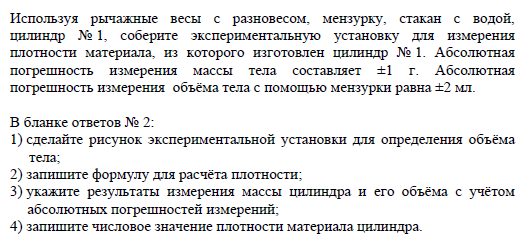 Используя рычажные весы с разновесом, мензурку, стакан с водой,
цилиндр № 1, соберите экспериментальную установку для измерения
плотности материала, из которого изготовлен цилиндр № 1. Абсолютная
погрешность измерения массы тела составляет ±1 г. Абсолютная
погрешность измерения объёма тела с помощью мензурки равна ±2 мл.
В бланке ответов № 2:
1) сделайте рисунок экспериментальной установки для определения объёма
тела;
2) запишите формулу для расчёта плотности;
3) укажите результаты измерения массы цилиндра и его объёма с учётом
абсолютных погрешностей измерений;
4) запишите числовое значение плотности материала цилиндра.